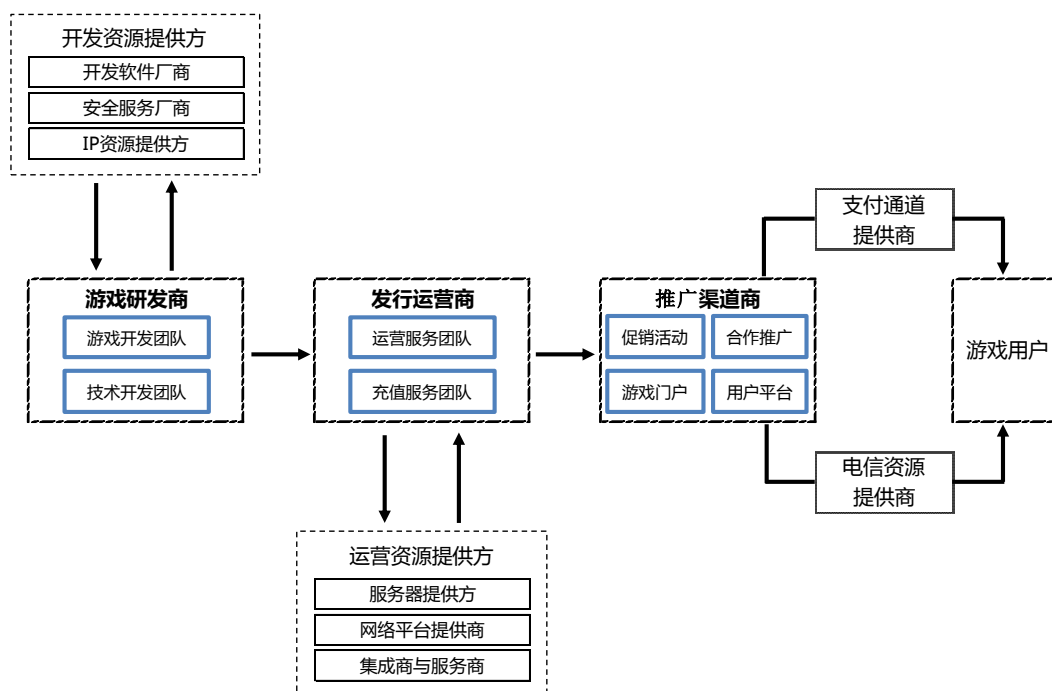 开发资源提供方
开发软件厂商
安全服务厂商
IP资源提供方
支付通道
提供商
游戏研发商
游戏开发团队
技术开发团队
发行运营商
运营服务团队
充值服务团队
推广渠道商
促销活动
合作推广
游戏门户
用户平台
游戏用户
电信资源
提供商
运营资源提供方
服务器提供方
网络平台提供商
集成商与服务商